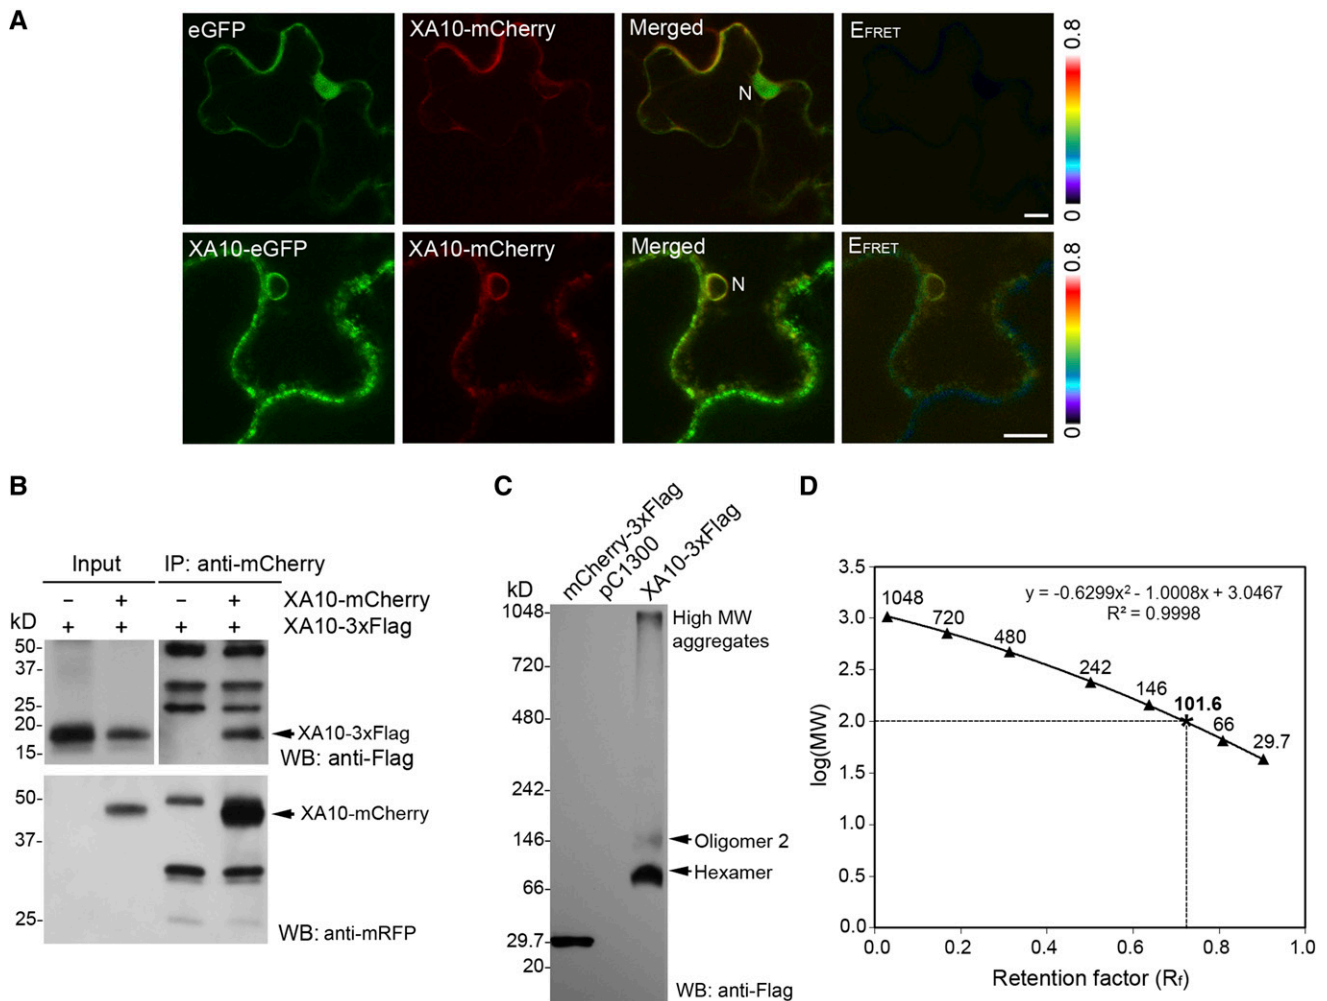 A
eGFP
XA10-mCherry
Merged
N
EFRET
0.8
0
XA10-eGFP
XA10-mCherry
Merged
N
EFRET
0.8
0
B
Input
IP: anti-mCherry
– + – + XA10-mCherry
kD + + + + XA10-3xFlag
50-
37-
25-
20-
15-
XA10-3xFlag
WB: anti-Flag
50-
37-
25-
XA10-mCherry
WB: anti-mRFP
C
mCherry-3xFlag
pC1300
XA10-3xFlag
kD
1048-
720-
480-
242-
146-
66-
29.7-
20-
High MW
aggregates
Oligomer 2
Hexamer
WB: anti-Flag
D
log(MW)
3.5
3.0
2.5
2.0
1.5
1.0
0.5
0.0
y = -0.6299x² - 1.0008x + 3.0467
R² = 0.9998
1048
720
480
242
146
101.6
66
29.7
0.0 0.2 0.4 0.6 0.8 1.0
Retention factor (Rf)